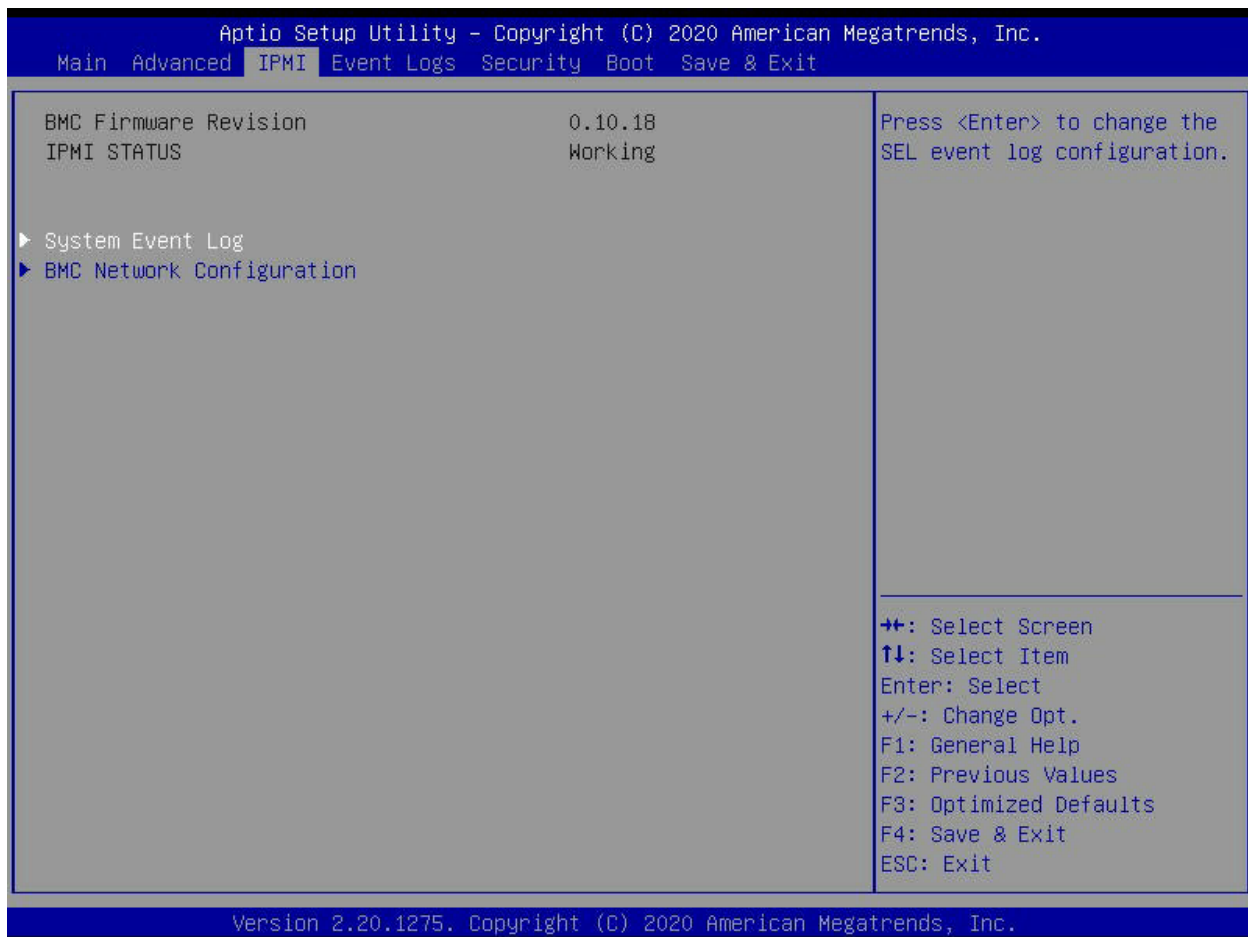 Aptio Setup Utility – Copyright (C) 2020 American Megatrends, Inc.
Main Advanced IPMI Event Logs Security Boot Save & Exit
BMC Firmware Revision 0.10.18
IPMI STATUS Working
▶ System Event Log
▶ BMC Network Configuration
Press <Enter> to change the
SEL event log configuration.
→←: Select Screen
↑↓: Select Item
Enter: Select
+/-: Change Opt.
F1: General Help
F2: Previous Values
F3: Optimized Defaults
F4: Save & Exit
ESC: Exit
Version 2.20.1275. Copyright (C) 2020 American Megatrends, Inc.